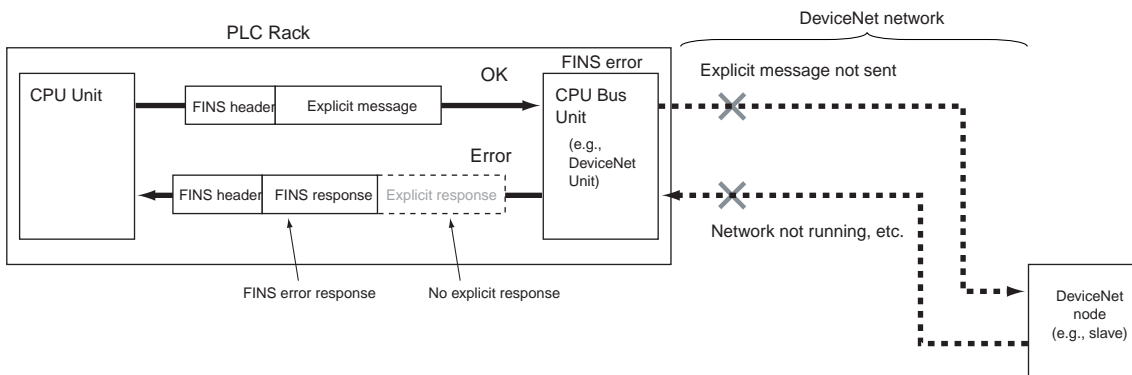 DeviceNet network
PLC Rack
FINS error
CPU Unit
FINS header
Explicit message
OK
CPU Bus
Unit
(e.g.,
DeviceNet
Unit)
Explicit message not sent
Error
FINS header
FINS response
Explicit response
Network not running, etc.
FINS error response
No explicit response
DeviceNet
node
(e.g., slave)